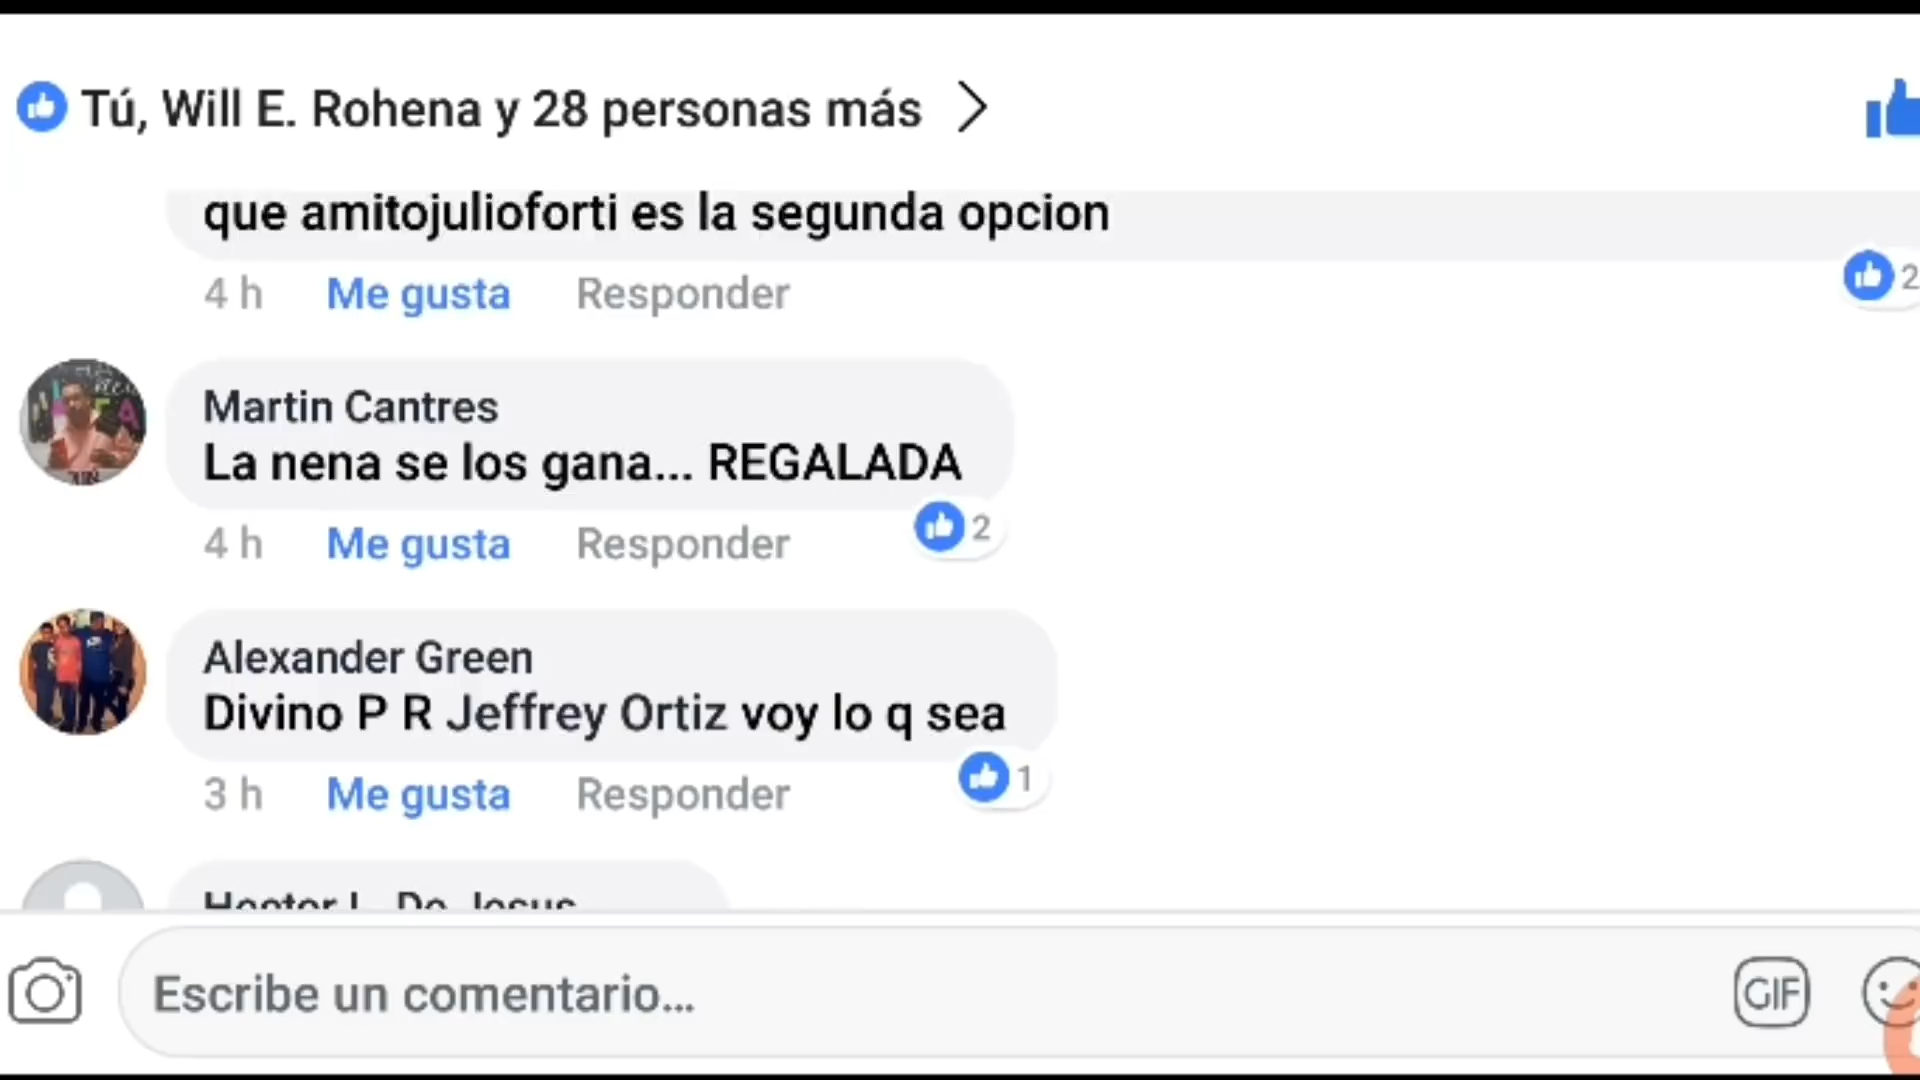 Tú, Will E. Rohena y 28 personas más
que amitojulioforti es la segunda opcion
4 h Me gusta Responder
2
Martin Cantres
La nena se los gana... REGALADA
4 h Me gusta Responder 2
Alexander Green
Divino P R Jeffrey Ortiz voy lo q sea
3 h Me gusta Responder 1
Hector L. De Jesus
Escribe un comentario...
GIF